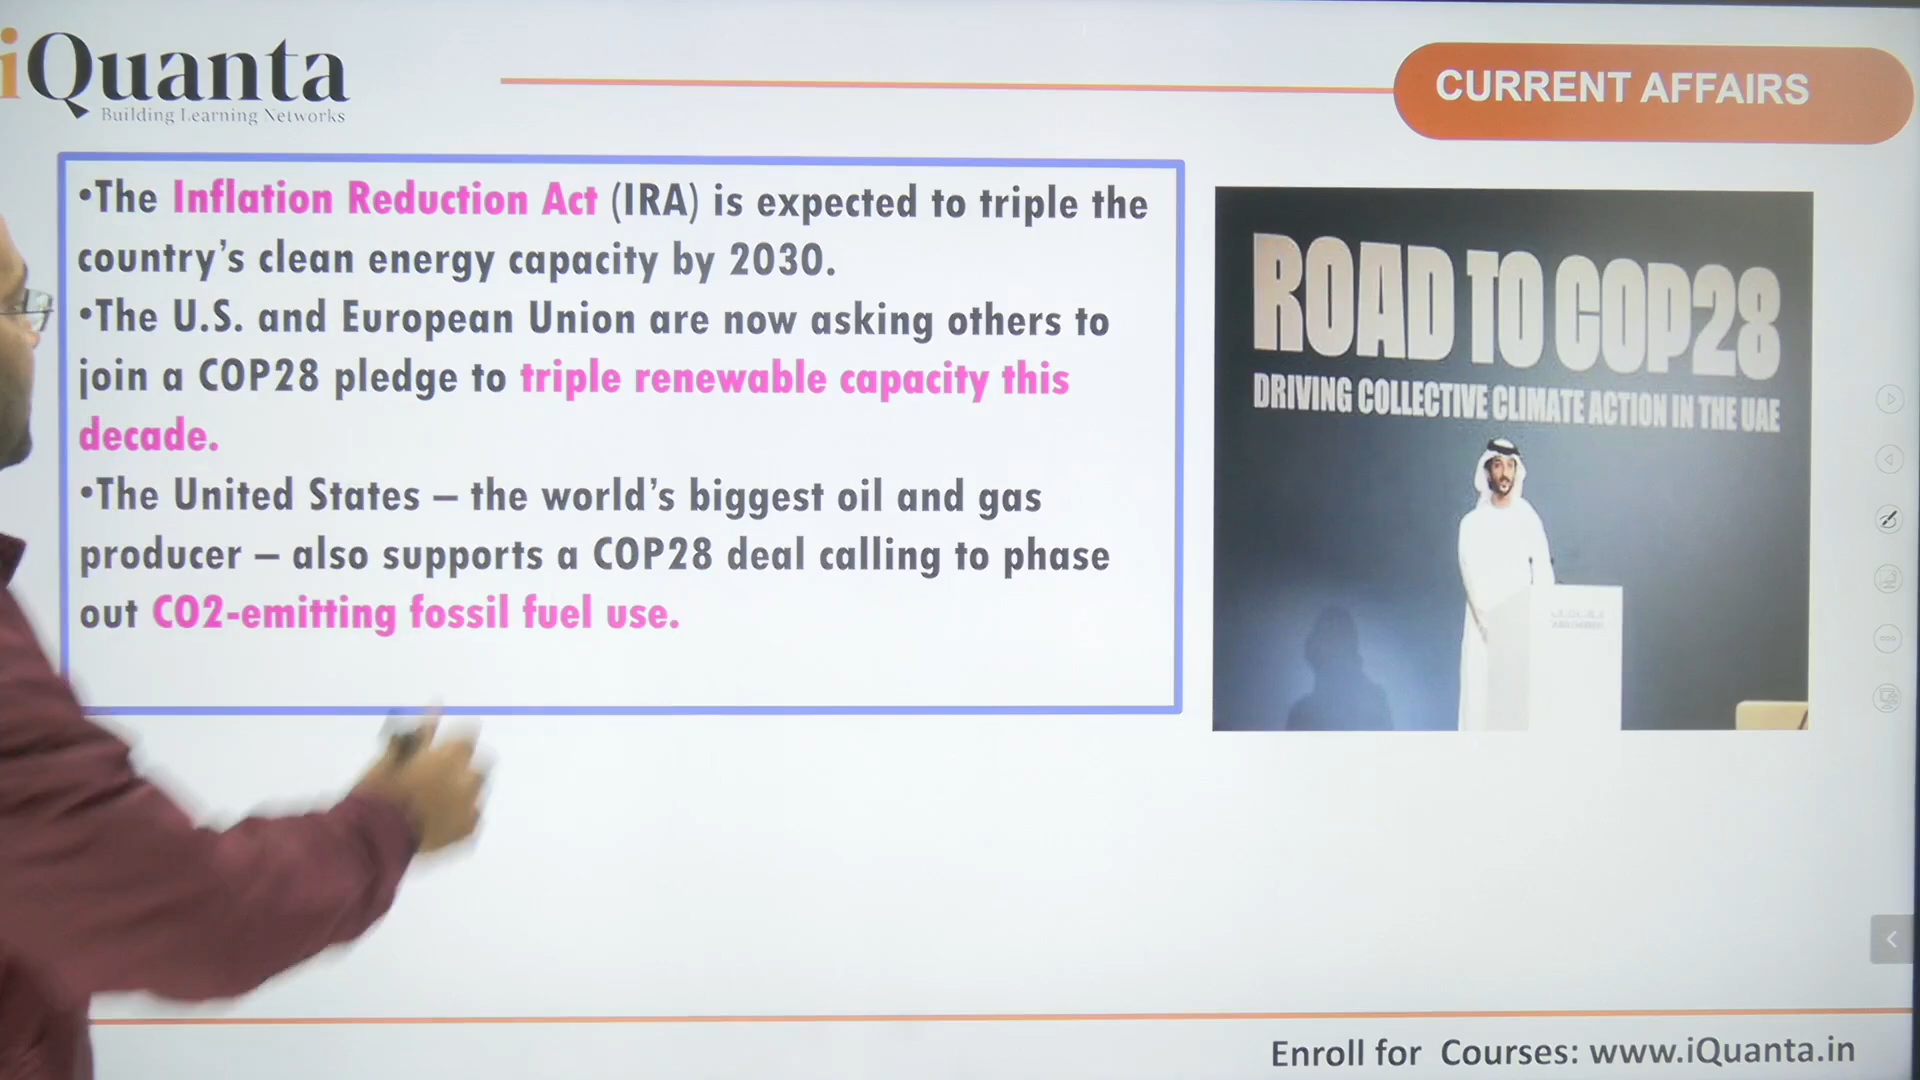 iQuanta
Building Learning Networks
CURRENT AFFAIRS
•The Inflation Reduction Act (IRA) is expected to triple the
country's clean energy capacity by 2030.
•The U.S. and European Union are now asking others to
join a COP28 pledge to triple renewable capacity this
decade.
•The United States – the world's biggest oil and gas
producer – also supports a COP28 deal calling to phase
out CO2-emitting fossil fuel use.
ROAD TO COP28
DRIVING COLLECTIVE CLIMATE ACTION IN THE UAE
Enroll for Courses: www.iQuanta.in